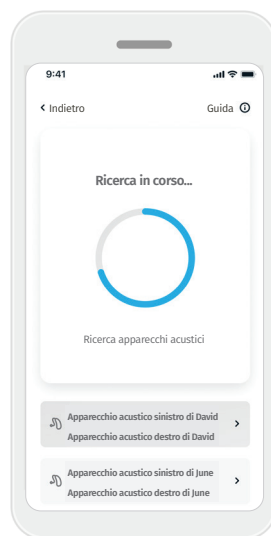 9:41
Indietro
Guida
Ricerca in corso...
Ricerca apparecchi acustici
Apparecchio acustico sinistro di David
Apparecchio acustico destro di David
Apparecchio acustico sinistro di June
Apparecchio acustico destro di June